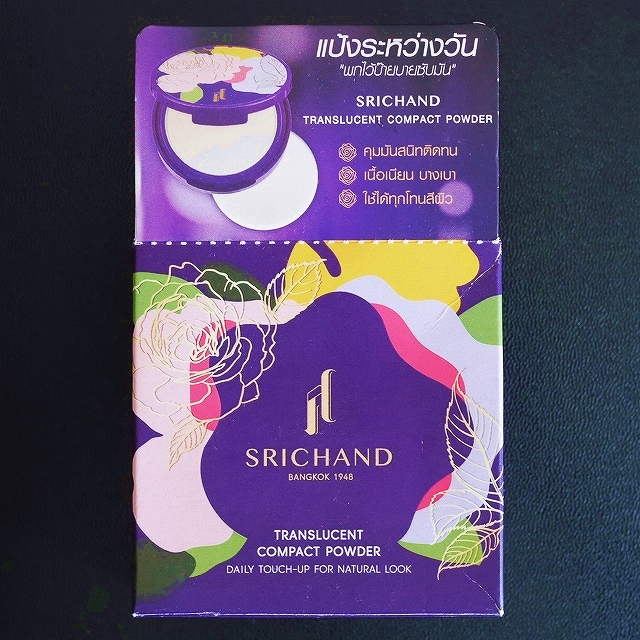 แป้งระหว่างวัน
"พกไว้ป้ายบายซับมัน"
SRICHAND
TRANSLUCENT COMPACT POWDER
คุมมันสนิทติดทน
เนื้อเนียน บางเบา
ใช้ได้ทุกโทนสีผิว
SRICHAND
BANGKOK 1948
TRANSLUCENT
COMPACT POWDER
DAILY TOUCH-UP FOR NATURAL LOOK